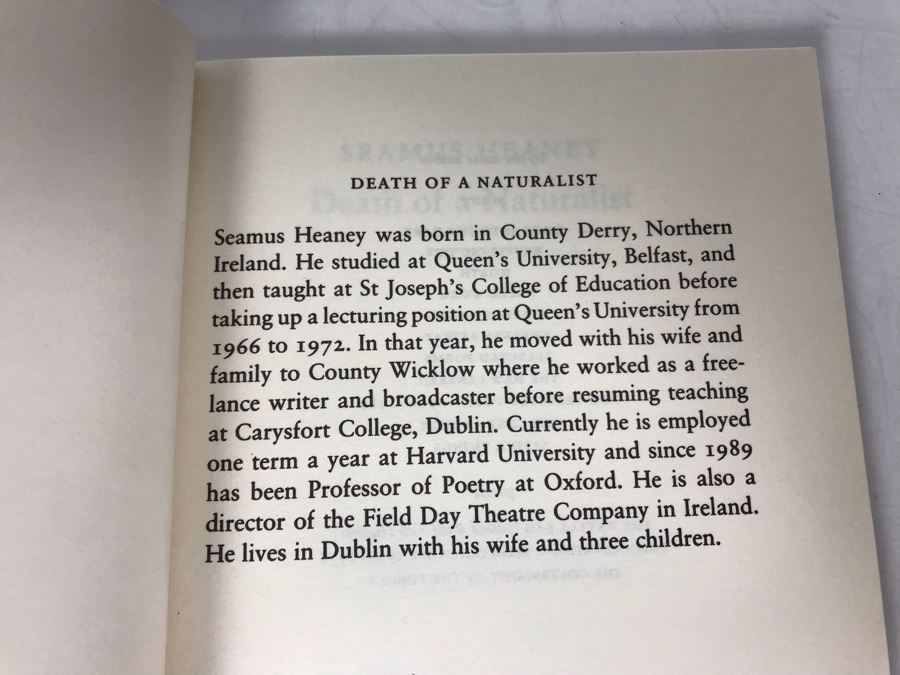 DEATH OF A NATURALIST
Seamus Heaney was born in County Derry, Northern
Ireland. He studied at Queen's University, Belfast, and
then taught at St Joseph's College of Education before
taking up a lecturing position at Queen's University from
1966 to 1972. In that year, he moved with his wife and
family to County Wicklow where he worked as a free-
lance writer and broadcaster before resuming teaching
at Carysfort College, Dublin. Currently he is employed
one term a year at Harvard University and since 1989
has been Professor of Poetry at Oxford. He is also a
director of the Field Day Theatre Company in Ireland.
He lives in Dublin with his wife and three children.